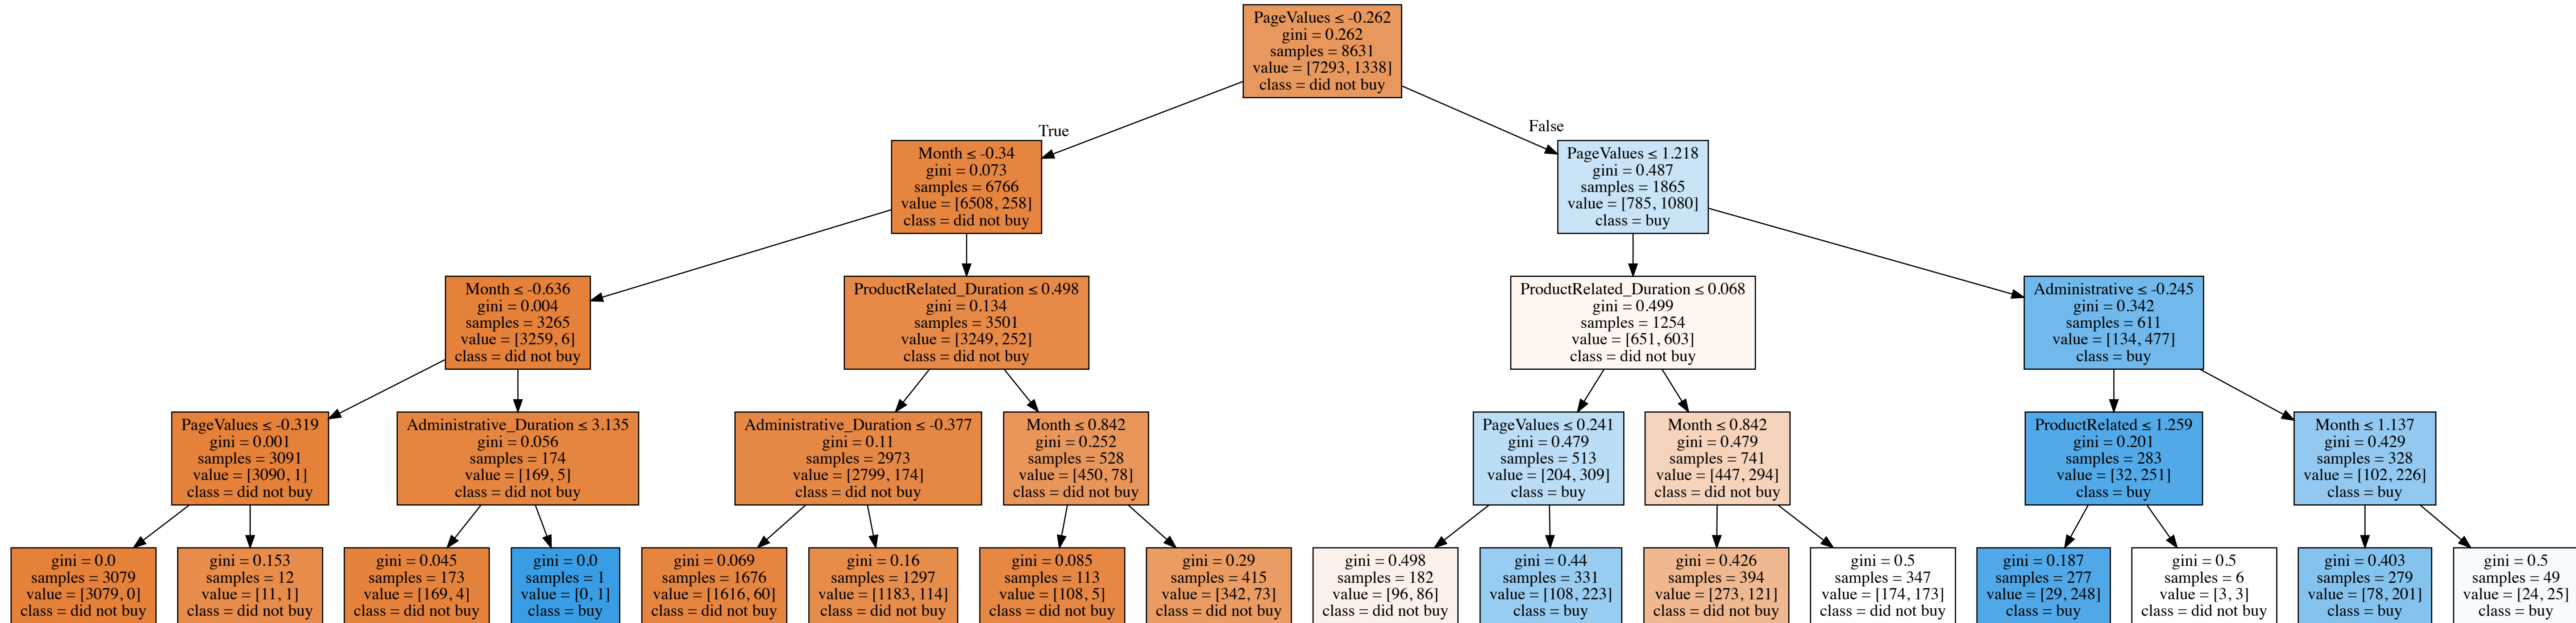 PageValues ≤ -0.262
gini = 0.262
samples = 8631
value = [7293, 1338]
class = did not buy
True
False
Month ≤ -0.34
gini = 0.073
samples = 6766
value = [6508, 258]
class = did not buy
PageValues ≤ 1.218
gini = 0.487
samples = 1865
value = [785, 1080]
class = buy
Month ≤ -0.636
gini = 0.004
samples = 3265
value = [3259, 6]
class = did not buy
ProductRelated_Duration ≤ 0.498
gini = 0.134
samples = 3501
value = [3249, 252]
class = did not buy
ProductRelated_Duration ≤ 0.068
gini = 0.499
samples = 1254
value = [651, 603]
class = did not buy
Administrative ≤ -0.245
gini = 0.342
samples = 611
value = [134, 477]
class = buy
PageValues ≤ -0.319
gini = 0.001
samples = 3091
value = [3090, 1]
class = did not buy
Administrative_Duration ≤ 3.135
gini = 0.056
samples = 174
value = [169, 5]
class = did not buy
Administrative_Duration ≤ -0.377
gini = 0.11
samples = 2973
value = [2799, 174]
class = did not buy
Month ≤ 0.842
gini = 0.252
samples = 528
value = [450, 78]
class = did not buy
PageValues ≤ 0.241
gini = 0.479
samples = 513
value = [204, 309]
class = buy
Month ≤ 0.842
gini = 0.479
samples = 741
value = [447, 294]
class = did not buy
ProductRelated ≤ 1.259
gini = 0.201
samples = 283
value = [32, 251]
class = buy
Month ≤ 1.137
gini = 0.429
samples = 328
value = [102, 226]
class = buy
gini = 0.0
samples = 3079
value = [3079, 0]
class = did not buy
gini = 0.153
samples = 12
value = [11, 1]
class = did not buy
gini = 0.045
samples = 173
value = [169, 4]
class = did not buy
gini = 0.0
samples = 1
value = [0, 1]
class = buy
gini = 0.069
samples = 1676
value = [1616, 60]
class = did not buy
gini = 0.16
samples = 1297
value = [1183, 114]
class = did not buy
gini = 0.085
samples = 113
value = [108, 5]
class = did not buy
gini = 0.29
samples = 415
value = [342, 73]
class = did not buy
gini = 0.498
samples = 182
value = [96, 86]
class = did not buy
gini = 0.44
samples = 331
value = [108, 223]
class = buy
gini = 0.426
samples = 394
value = [273, 121]
class = did not buy
gini = 0.5
samples = 347
value = [174, 173]
class = did not buy
gini = 0.187
samples = 277
value = [29, 248]
class = buy
gini = 0.5
samples = 6
value = [3, 3]
class = did not buy
gini = 0.403
samples = 279
value = [78, 201]
class = buy
gini = 0.5
samples = 49
value = [24, 25]
class = buy